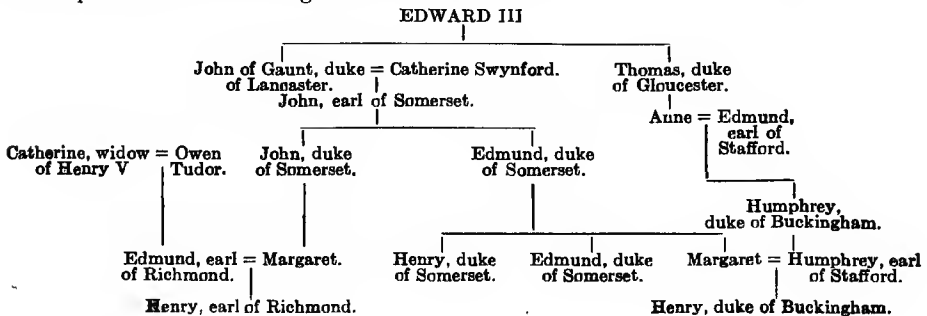 EDWARD III
John of Gaunt, duke = Catherine Swynford.
of Lancaster.
John, earl of Somerset.
Thomas, duke
of Gloucester.
Anne = Edmund,
earl of
Stafford.
Catherine, widow = Owen
of Henry V Tudor.
John, duke
of Somerset.
Edmund, duke
of Somerset.
Humphrey,
duke of Buckingham.
Edmund, earl = Margaret.
of Richmond.
Henry, duke
of Somerset.
Edmund, duke
of Somerset.
Margaret = Humphrey, earl
of Stafford.
Henry, earl of Richmond.
Henry, duke of Buckingham.